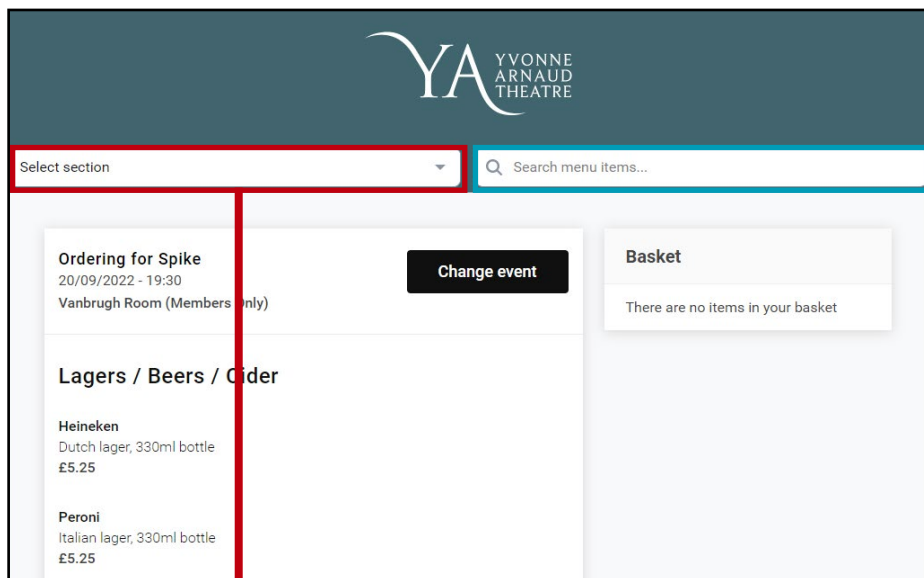 YA YVONNE
ARNAUD
THEATRE
Select section
Search menu items...
Ordering for Spike
20/09/2022 - 19:30
Vanbrugh Room (Members Only)
Change event
Basket
There are no items in your basket
Lagers / Beers / Cider
Heineken
Dutch lager, 330ml bottle
£5.25
Peroni
Italian lager, 330ml bottle
£5.25